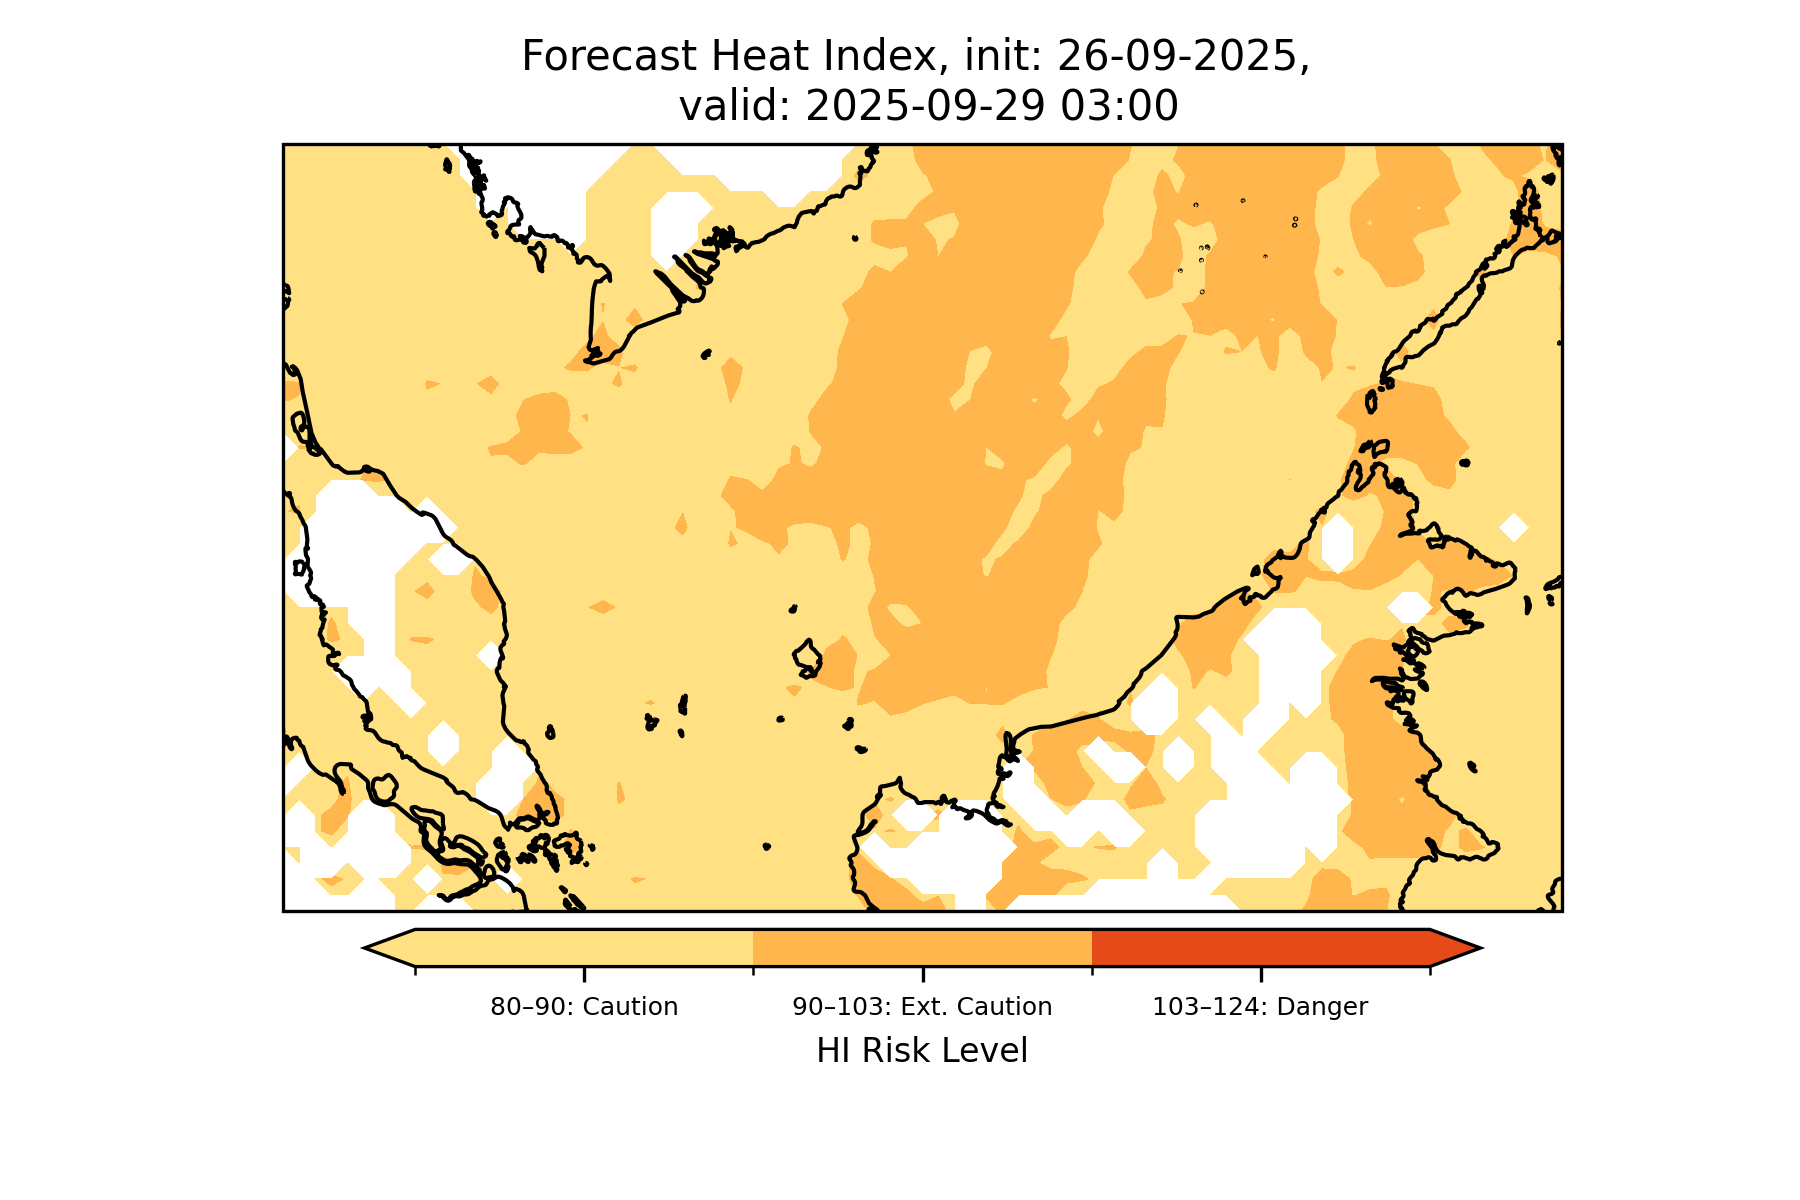 Forecast Heat Index, init: 26-09-2025,
valid: 2025-09-29 03:00
80–90: Caution
90–103: Ext. Caution
103–124: Danger
HI Risk Level